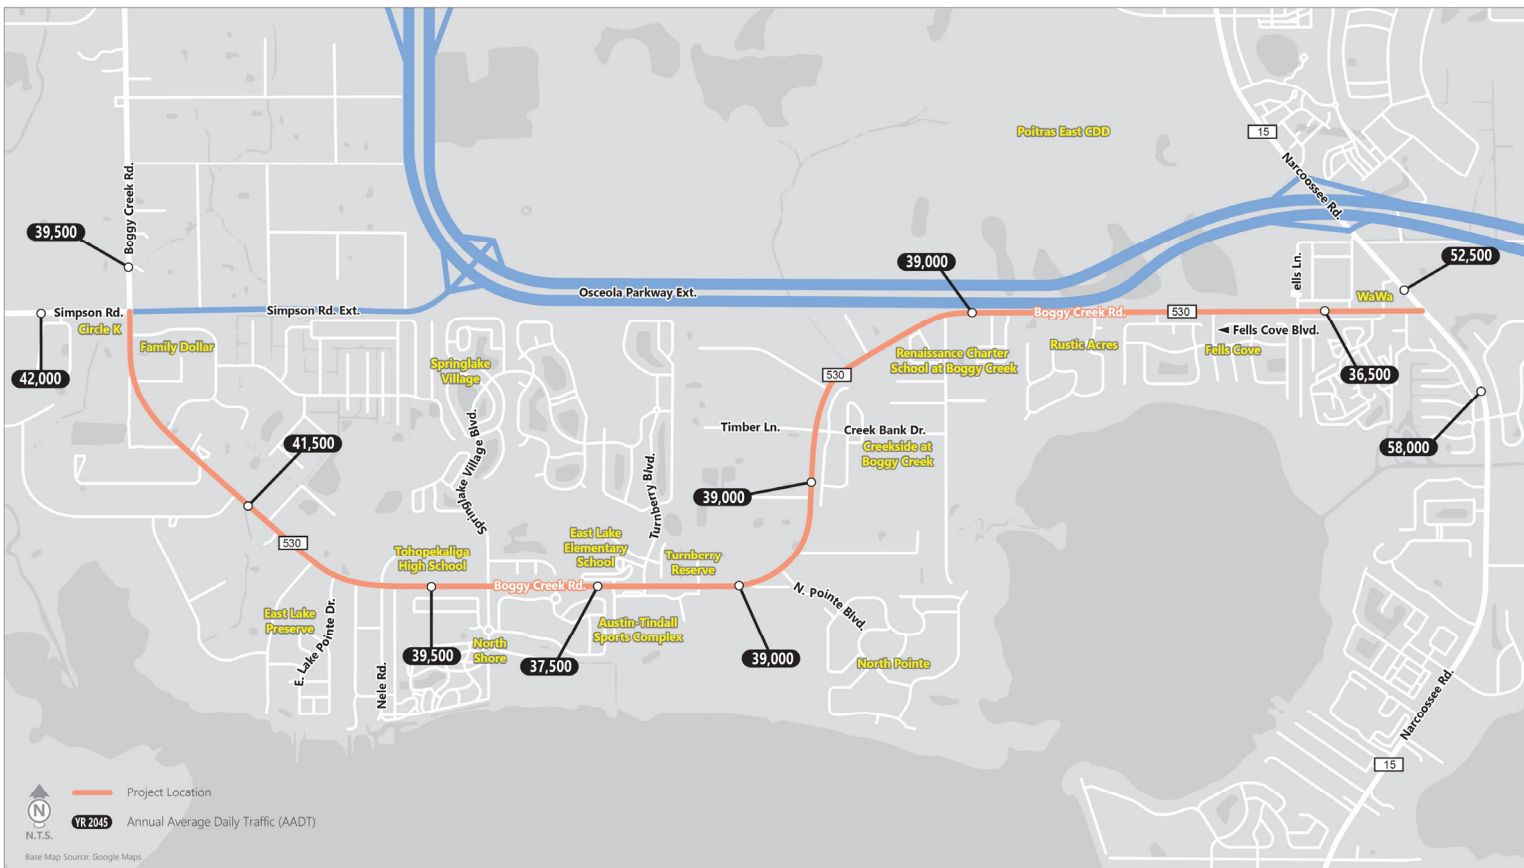 Poitras East CDD
15
Narcoossee Rd.
Boggy Creek Rd.
39,500
52,500
39,000
ells Ln.
Osceola Parkway Ext.
WaWa
Simpson Rd.
Simpson Rd. Ext.
Boggy Creek Rd.
530
Circle K
Fells Cove Blvd.
Family Dollar
Rustic Acres
Fells Cove
Renaissance Charter
School at Boggy Creek
Springlake
Village
42,000
530
36,500
Springlake Village Blvd.
Timber Ln.
Creek Bank Dr.
41,500
Creekside at
Boggy Creek
58,000
Turnberry Blvd.
39,000
530
East Lake
Elementary
School
Tohopekaliga
High School
Turnberry
Reserve
Boggy Creek Rd.
N. Pointe Blvd.
East Lake
Preserve
E. Lake Pointe Dr.
Austin-Tindall
Sports Complex
North
Shore
39,500
37,500
39,000
North Pointe
Nele Rd.
Narcoossee Rd.
15
N
N.T.S.
Project Location
YR 2045
Annual Average Daily Traffic (AADT)
Base Map Source: Google Maps